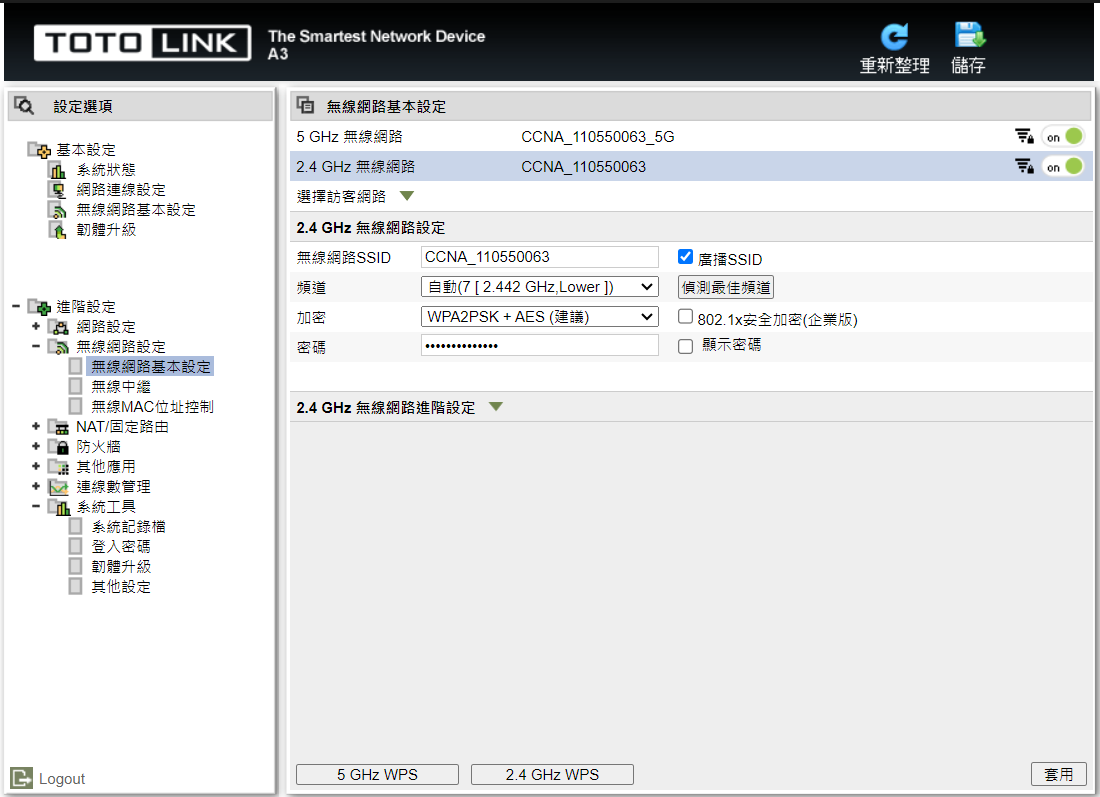 TOTO LINK
The Smartest Network Device
A3
重新整理
儲存
設定選項
基本設定
系統狀態
網路連線設定
無線網路基本設定
韌體升級
進階設定
網路設定
無線網路設定
無線網路基本設定
無線中繼
無線MAC位址控制
NAT/固定路由
防火牆
其他應用
連線數管理
系統工具
系統記錄檔
登入密碼
韌體升級
其他設定
Logout
無線網路基本設定
5 GHz 無線網路 CCNA_110550063_5G on
2.4 GHz 無線網路 CCNA_110550063 on
選擇訪客網路
2.4 GHz 無線網路設定
無線網路SSID CCNA_110550063 廣播SSID
頻道 自動(7 [ 2.442 GHz,Lower ]) 偵測最佳頻道
加密 WPA2PSK + AES (建議) 802.1x安全加密(企業版)
密碼 •••••••••••••• 顯示密碼
2.4 GHz 無線網路進階設定
5 GHz WPS 2.4 GHz WPS 套用